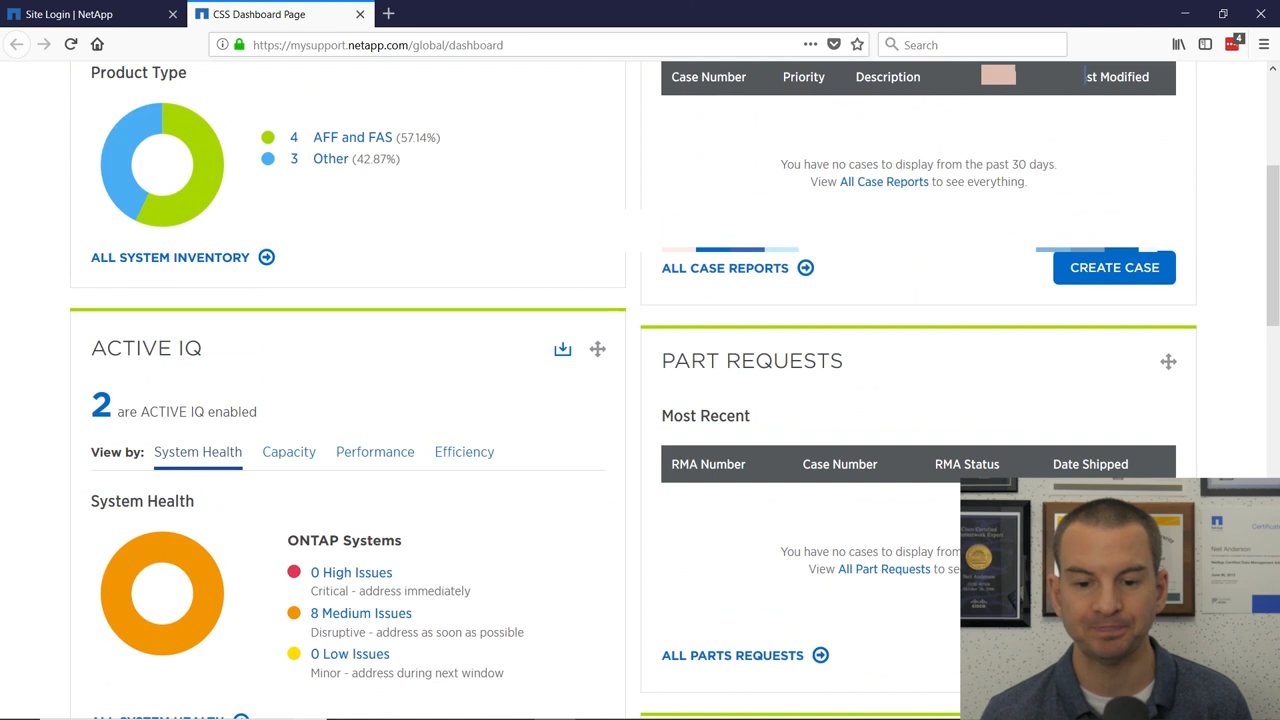 Site Login | NetApp
CSS Dashboard Page
https://mysupport.netapp.com/global/dashboard
Search
4
Product Type
4 AFF and FAS (57.14%)
3 Other (42.87%)
ALL SYSTEM INVENTORY
Case Number Priority Description st Modified
You have no cases to display from the past 30 days.
View All Case Reports to see everything.
ALL CASE REPORTS
CREATE CASE
ACTIVE IQ
2 are ACTIVE IQ enabled
View by: System Health Capacity Performance Efficiency
System Health
ONTAP Systems
0 High Issues
Critical - address immediately
8 Medium Issues
Disruptive - address as soon as possible
0 Low Issues
Minor - address during next window
PART REQUESTS
Most Recent
RMA Number Case Number RMA Status Date Shipped
You have no cases to display from
View All Part Requests to se
ALL PARTS REQUESTS
Neil Anderson